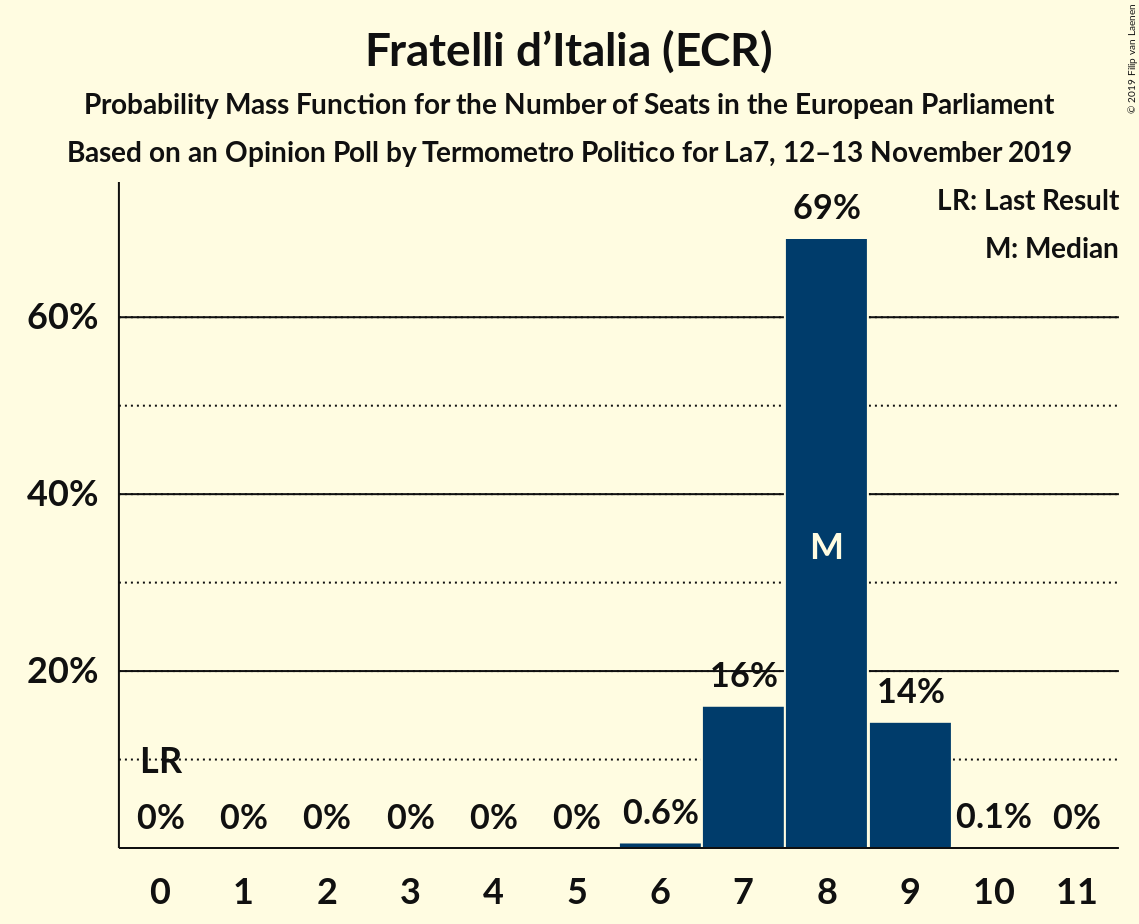 Fratelli d’Italia (ECR)
Probability Mass Function for the Number of Seats in the European Parliament
Based on an Opinion Poll by Termometro Politico for La7, 12–13 November 2019
© 2019 Filip van Laenen
LR: Last Result
M: Median
69%
60%
40%
M
20%
16%
14%
LR
0% 0% 0% 0% 0% 0% 0.6% 0.1% 0%
0 1 2 3 4 5 6 7 8 9 10 11